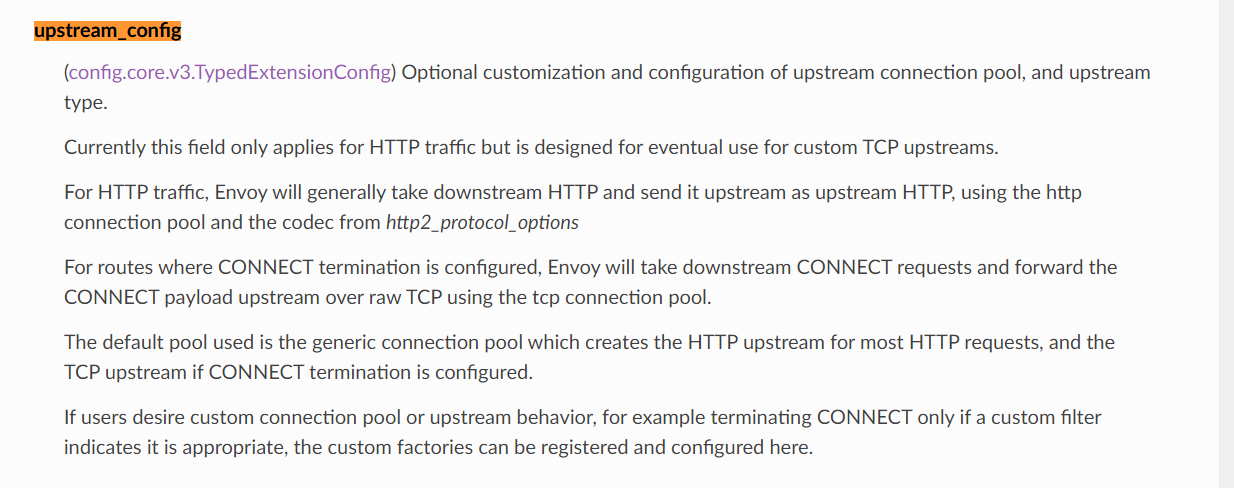 upstream_config
(config.core.v3.TypedExtensionConfig) Optional customization and configuration of upstream connection pool, and upstream
type.
Currently this field only applies for HTTP traffic but is designed for eventual use for custom TCP upstreams.
For HTTP traffic, Envoy will generally take downstream HTTP and send it upstream as upstream HTTP, using the http
connection pool and the codec from http2_protocol_options
For routes where CONNECT termination is configured, Envoy will take downstream CONNECT requests and forward the
CONNECT payload upstream over raw TCP using the tcp connection pool.
The default pool used is the generic connection pool which creates the HTTP upstream for most HTTP requests, and the
TCP upstream if CONNECT termination is configured.
If users desire custom connection pool or upstream behavior, for example terminating CONNECT only if a custom filter
indicates it is appropriate, the custom factories can be registered and configured here.